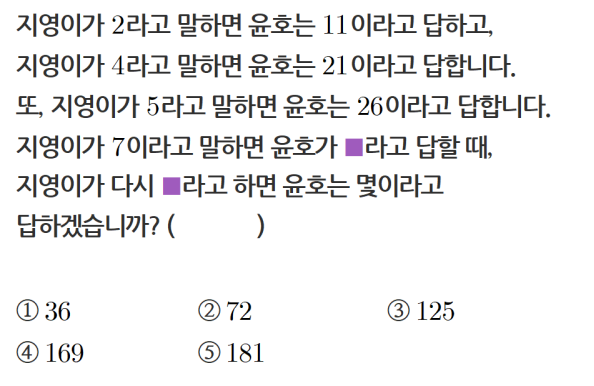 지영이가 2라고 말하면 윤호는 11이라고 답하고,
지영이가 4라고 말하면 윤호는 21이라고 답합니다.
또, 지영이가 5라고 말하면 윤호는 26이라고 답합니다.
지영이가 7이라고 말하면 윤호가 ■라고 답할 때,
지영이가 다시 ■라고 하면 윤호는 몇이라고
답하겠습니까? (          )
① 36 ② 72 ③ 125
④ 169 ⑤ 181